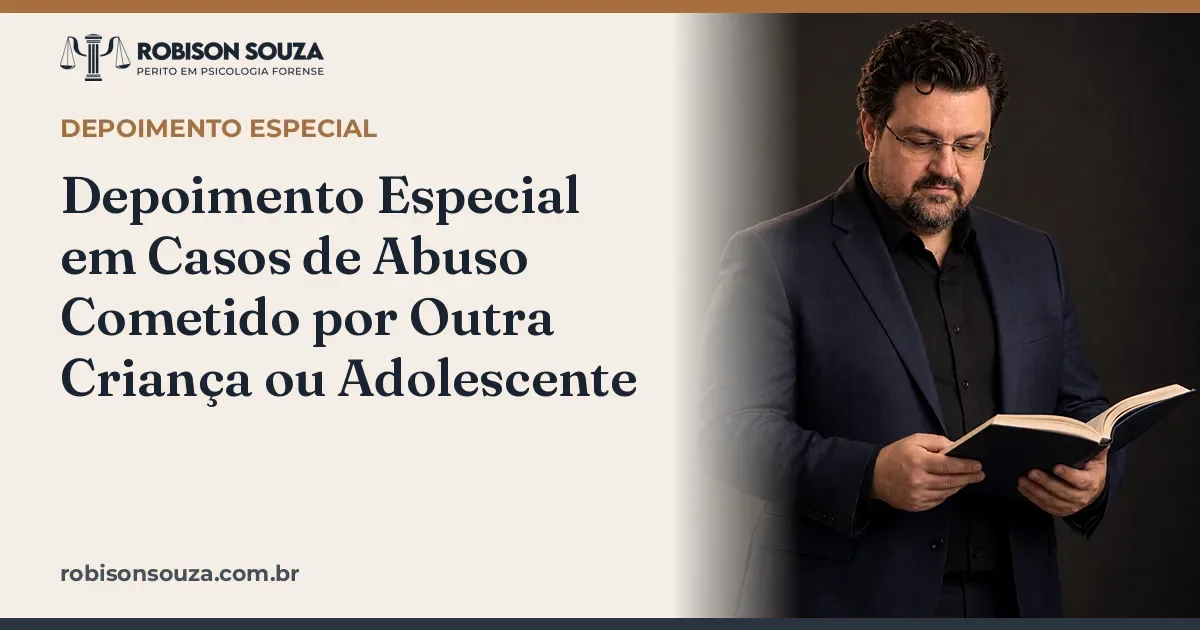 ROBISON SOUZA
PERITO EM PSICOLOGIA FORENSE
DEPOIMENTO ESPECIAL
Depoimento Especial
em Casos de Abuso
Cometido por Outra
Criança ou Adolescente
robisonsouza.com.br